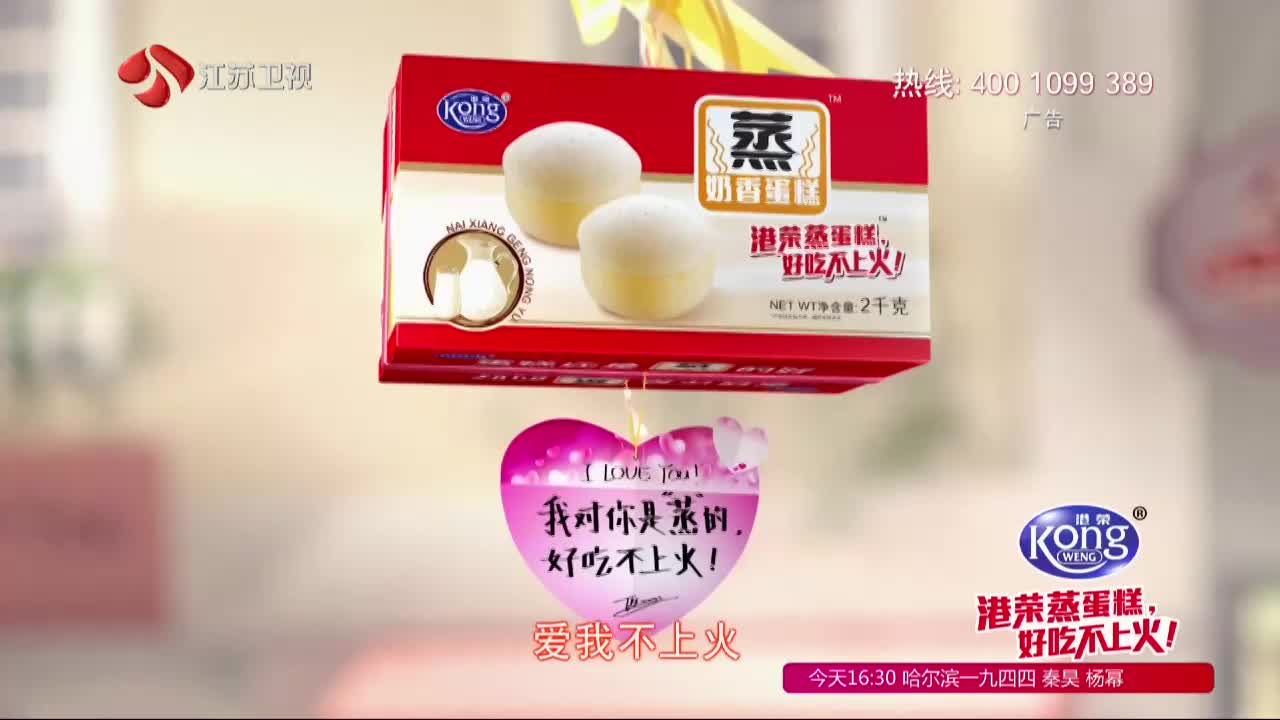 江苏卫视
热线: 400 1099 389
广告
港荣
Kong®
WENG
蒸
TM
奶香蛋糕
NAI XIANG GENG NONG YU
港荣蒸蛋糕,
好吃不上火!
NET WT净含量:2千克
I LOVE You!
我对你是"蒸"的,
好吃不上火!
爱我不上火
港荣
Kong®
WENG
港荣蒸蛋糕,
好吃不上火!
今天16:30 哈尔滨一九四四 秦昊 杨幂